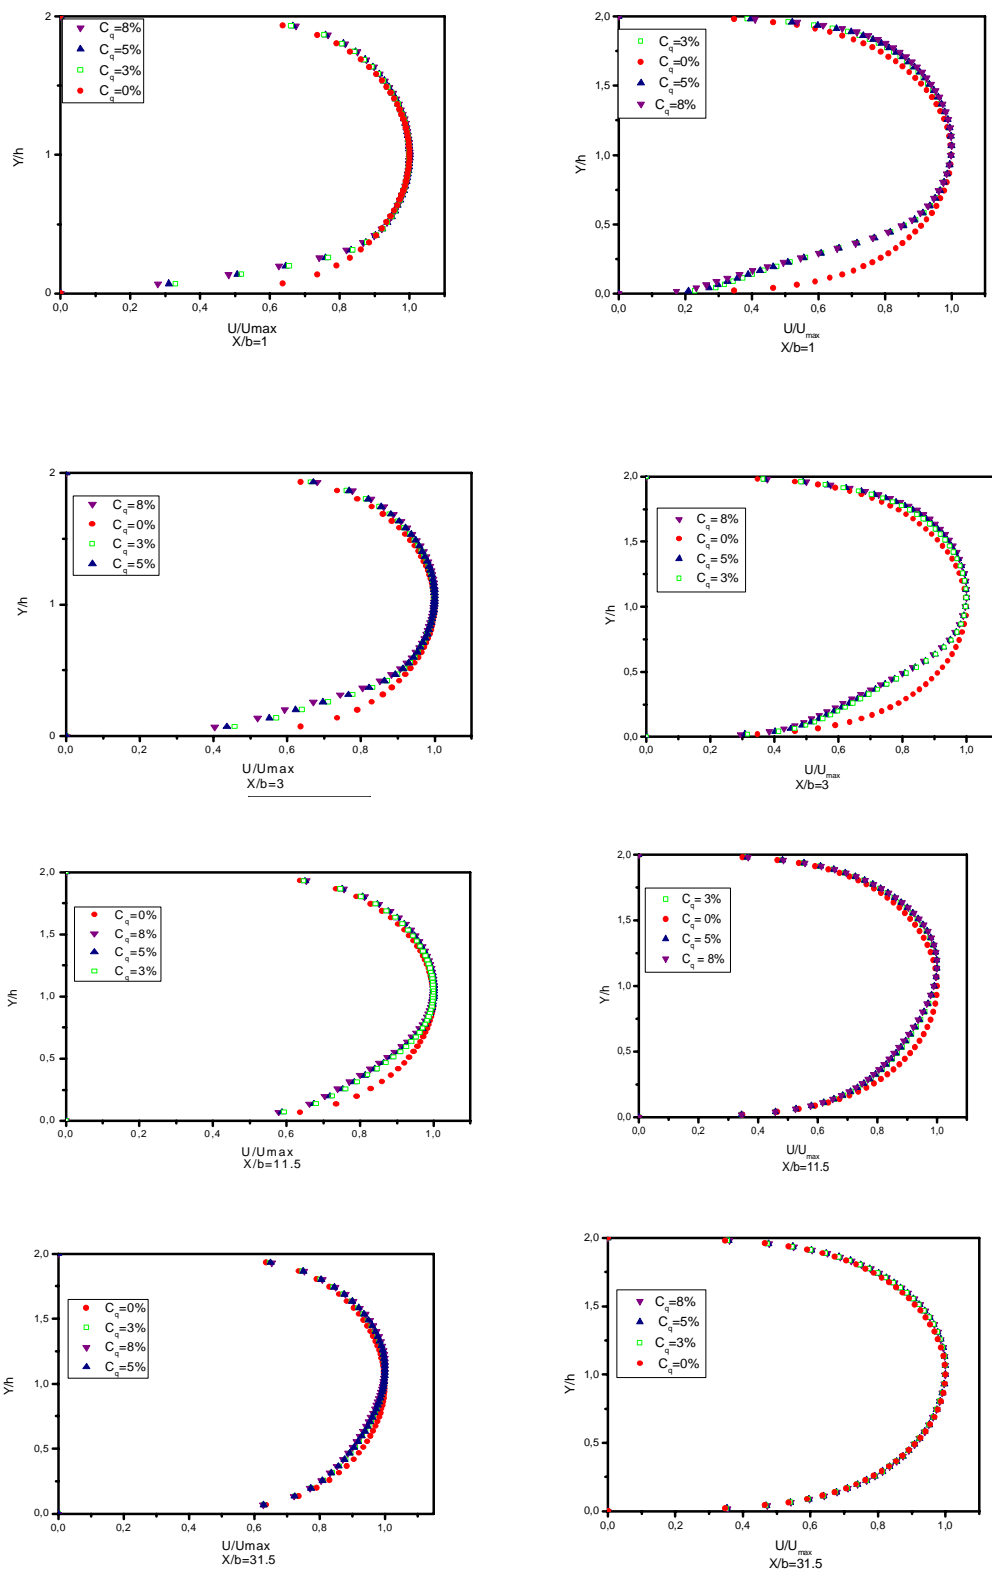 C_q=8%
C_q=5%
C_q=3%
C_q=0%
2
1
0
Y/h
0,0 0,2 0,4 0,6 0,8 1,0
U/Umax
X/b=1
C_q=3%
C_q=0%
C_q=5%
C_q=8%
2,0
1,5
1,0
0,5
0,0
Y/h
0,0 0,2 0,4 0,6 0,8 1,0
U/U_max
X/b=1
C_q=8%
C_q=0%
C_q=3%
C_q=5%
2
1
0
Y/h
0,0 0,2 0,4 0,6 0,8 1,0
U/Umax
X/b=3
C_q=8%
C_q=0%
C_q=5%
C_q=3%
2,0
1,5
1,0
0,5
0,0
Y/h
0,0 0,2 0,4 0,6 0,8 1,0
U/U_max
X/b=3
C_q=0%
C_q=8%
C_q=5%
C_q=3%
2,0
1,5
1,0
0,5
0,0
Y/h
0,0 0,2 0,4 0,6 0,8 1,0
U/Umax
X/b=11.5
C_q=3%
C_q=0%
C_q=5%
C_q=8%
2,0
1,5
1,0
0,5
0,0
Y/h
0,0 0,2 0,4 0,6 0,8 1,0
U/U_max
X/b=11.5
C_q=0%
C_q=3%
C_q=8%
C_q=5%
2,0
1,5
1,0
0,5
0,0
Y/h
0,0 0,2 0,4 0,6 0,8 1,0
U/Umax
X/b=31.5
C_q=8%
C_q=5%
C_q=3%
C_q=0%
2,0
1,5
1,0
0,5
0,0
Y/h
0,0 0,2 0,4 0,6 0,8 1,0
U/U_max
X/b=31.5